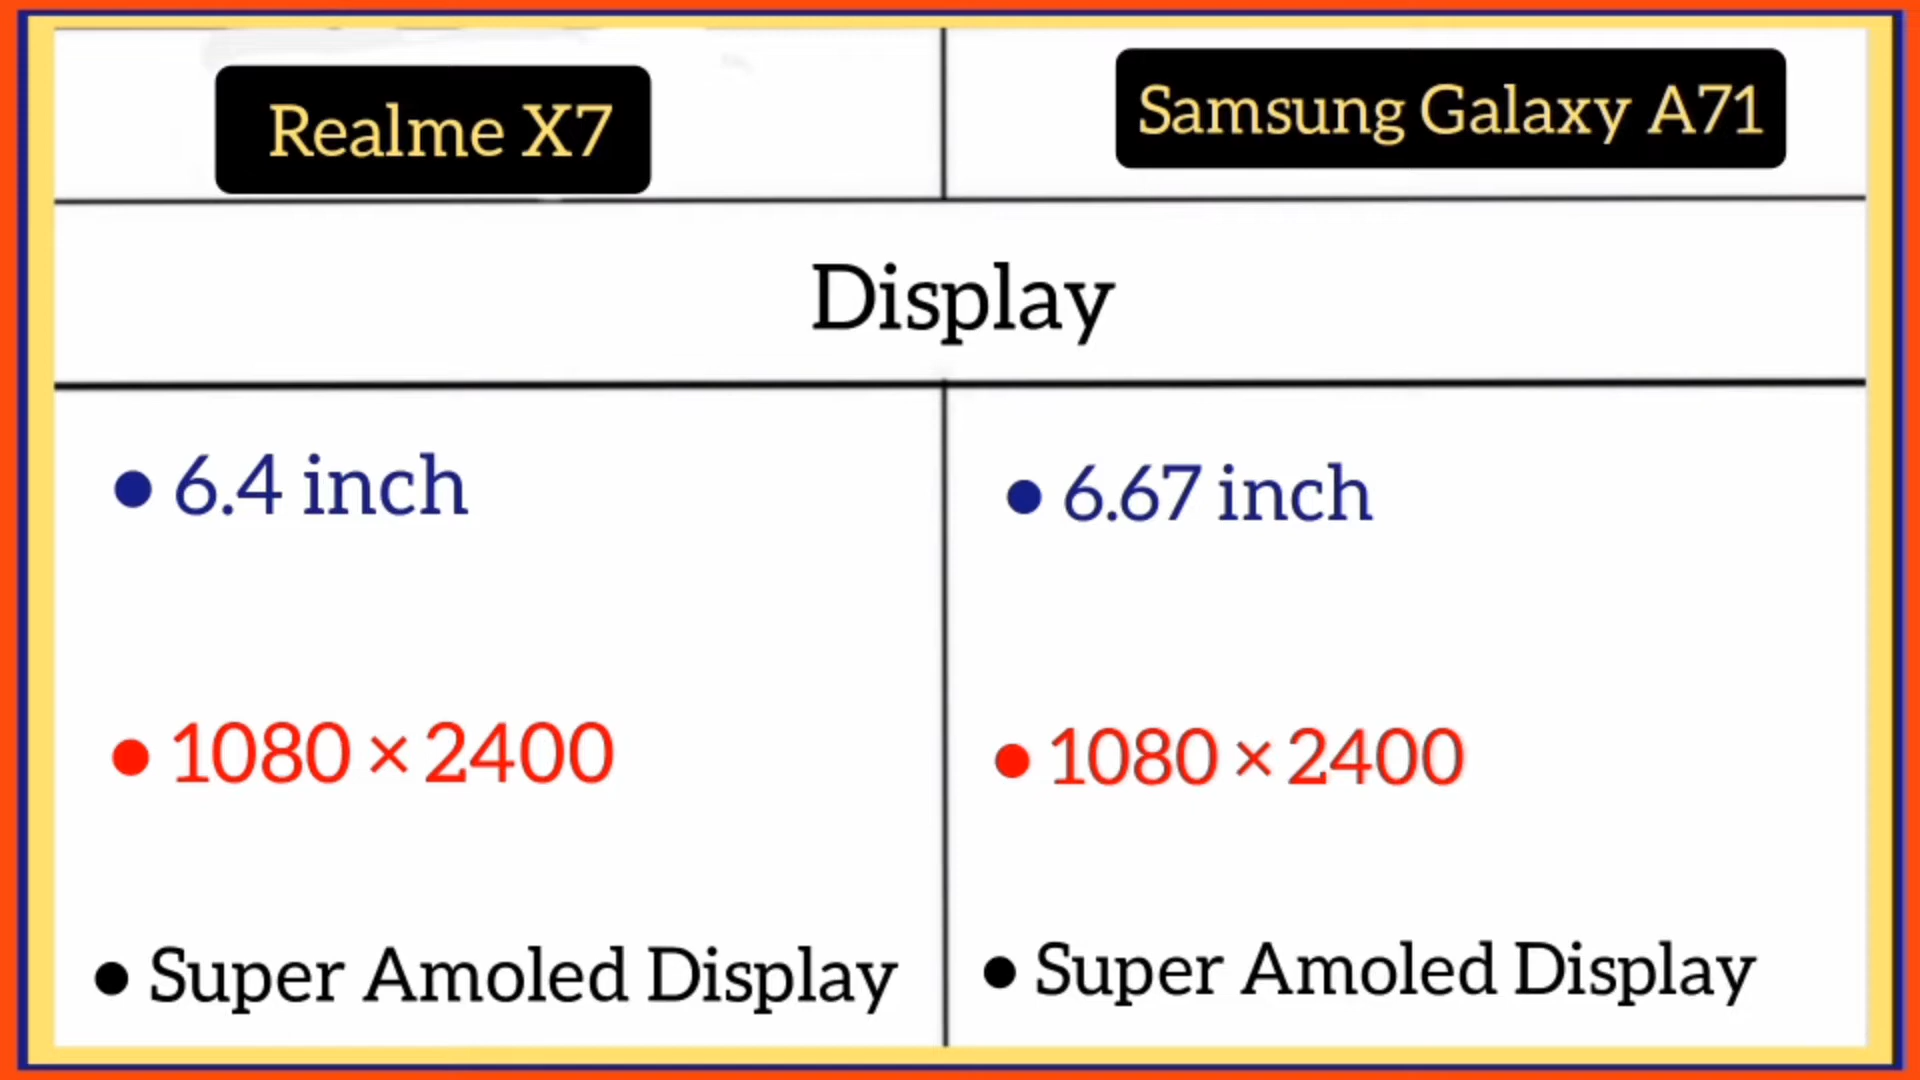 Realme X7
Samsung Galaxy A71
Display
• 6.4 inch
• 6.67 inch
• 1080 × 2400
• 1080 × 2400
• Super Amoled Display
• Super Amoled Display